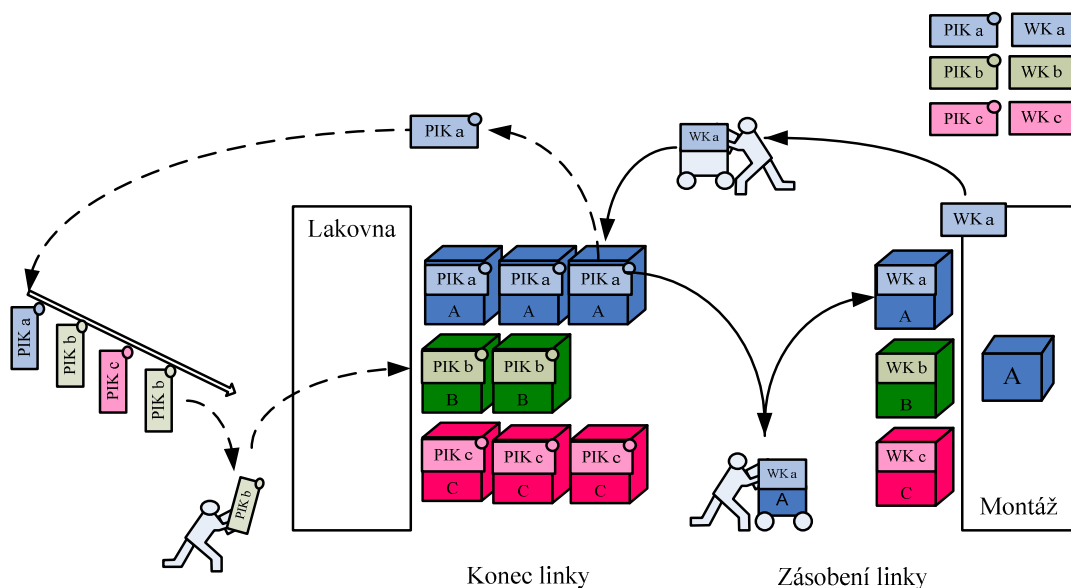 PIK a WK a
PIK b WK b
PIK c WK c
PIK a
WK a
WK a
Lakovna
PIK a PIK a PIK a
A A A
WK a
A
PIK a
PIK b
PIK c
PIK b
PIK b PIK b
B B
WK b
B
A
PIK c PIK c PIK c
C C C
WK c
C
WK a
A
PIK b
Montáž
Konec linky
Zásobení linky